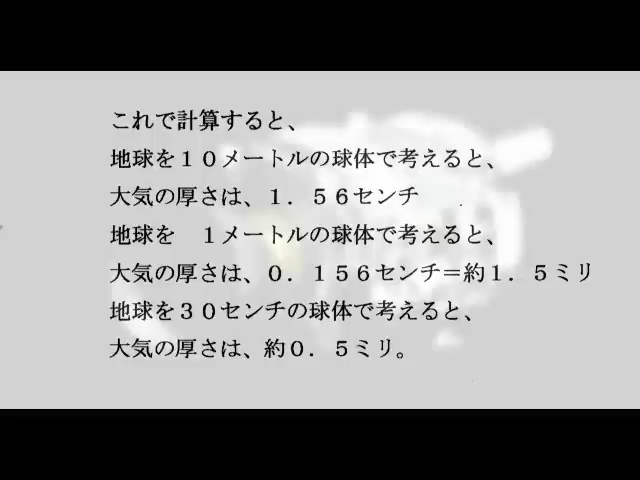 これで計算すると、
地球を１０メートルの球体で考えると、
大気の厚さは、１．５６センチ
地球を　１メートルの球体で考えると、
大気の厚さは、０．１５６センチ＝約１．５ミリ
地球を３０センチの球体で考えると、
大気の厚さは、約０．５ミリ。